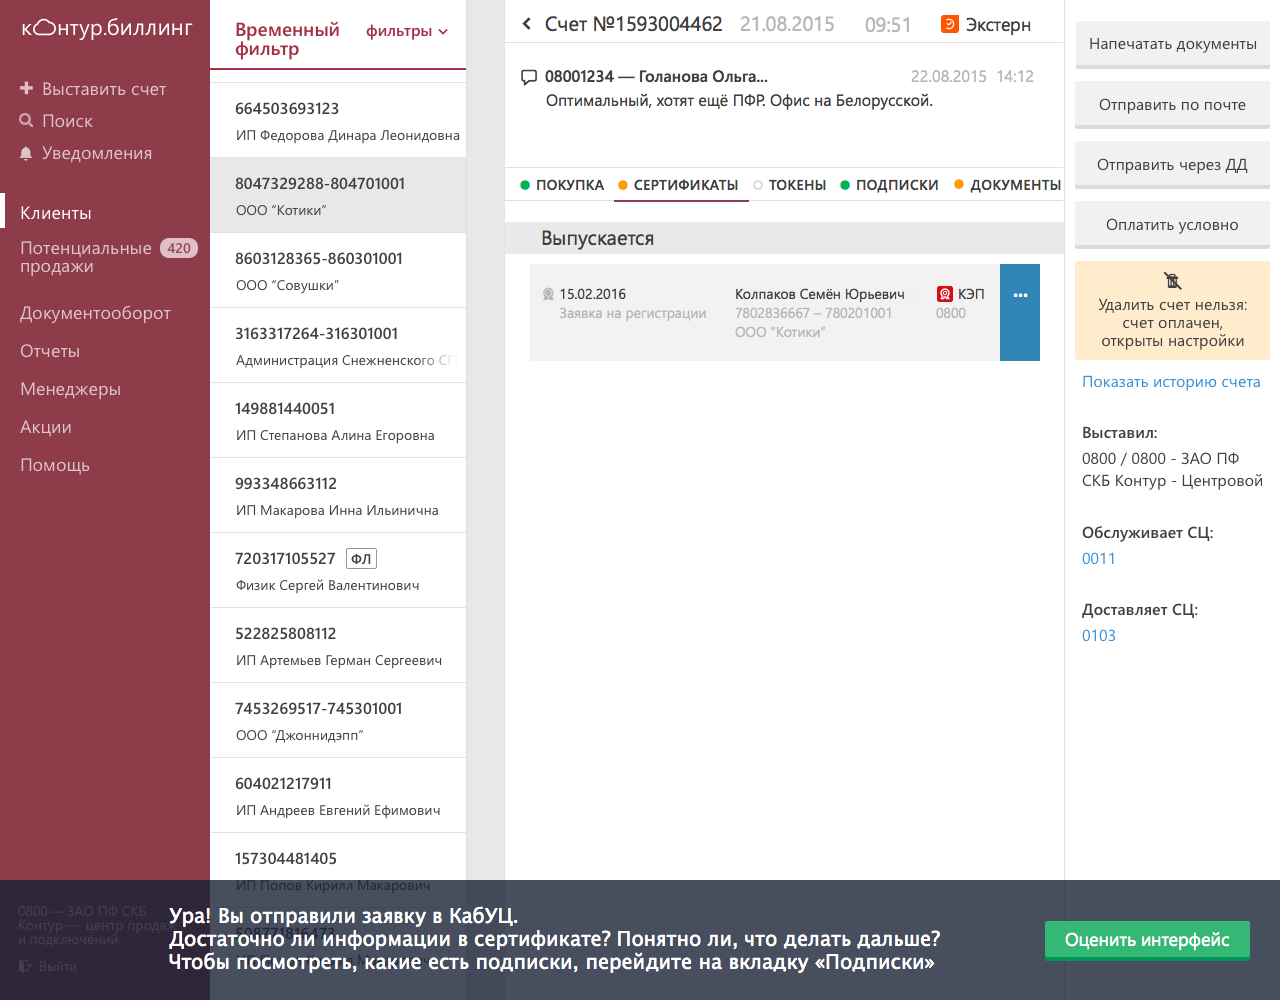 контур.биллинг
Выставить счет
Поиск
Уведомления
Клиенты
Потенциальные 420
продажи
Документооборот
Отчеты
Менеджеры
Акции
Помощь
0800 — ЗАО ПФ СКБ
Контур — центр продаж
и подключений
Выйти
Временный
фильтр
фильтры
664503693123
ИП Федорова Динара Леонидовна
8047329288-804701001
ООО “Котики”
8603128365-860301001
ООО “Совушки”
3163317264-316301001
Администрация Снежненского СП
149881440051
ИП Степанова Алина Егоровна
993348663112
ИП Макарова Инна Ильинична
720317105527 ФЛ
Физик Сергей Валентинович
522825808112
ИП Артемьев Герман Сергеевич
7453269517-745301001
ООО “Джоннидэпп”
604021217911
ИП Андреев Евгений Ефимович
157304481405
ИП Попов Кирилл Макарович
508771816473
Счет №1593004462 21.08.2015 09:51 Экстерн
08001234 — Голанова Ольга... 22.08.2015 14:12
Оптимальный, хотят ещё ПФР. Офис на Белорусской.
ПОКУПКА СЕРТИФИКАТЫ ТОКЕНЫ ПОДПИСКИ ДОКУМЕНТЫ
Выпускается
15.02.2016 Колпаков Семён Юрьевич КЭП ...
Заявка на регистрации 7802836667 – 780201001 0800
ООО “Котики”
Напечатать документы
Отправить по почте
Отправить через ДД
Оплатить условно
Удалить счет нельзя:
счет оплачен,
открыты настройки
Показать историю счета
Выставил:
0800 / 0800 - ЗАО ПФ
СКБ Контур - Центровой
Обслуживает СЦ:
0011
Доставляет СЦ:
0103
Ура! Вы отправили заявку в КабУЦ.
Достаточно ли информации в сертификате? Понятно ли, что делать дальше?
Чтобы посмотреть, какие есть подписки, перейдите на вкладку «Подписки»
Оценить интерфейс